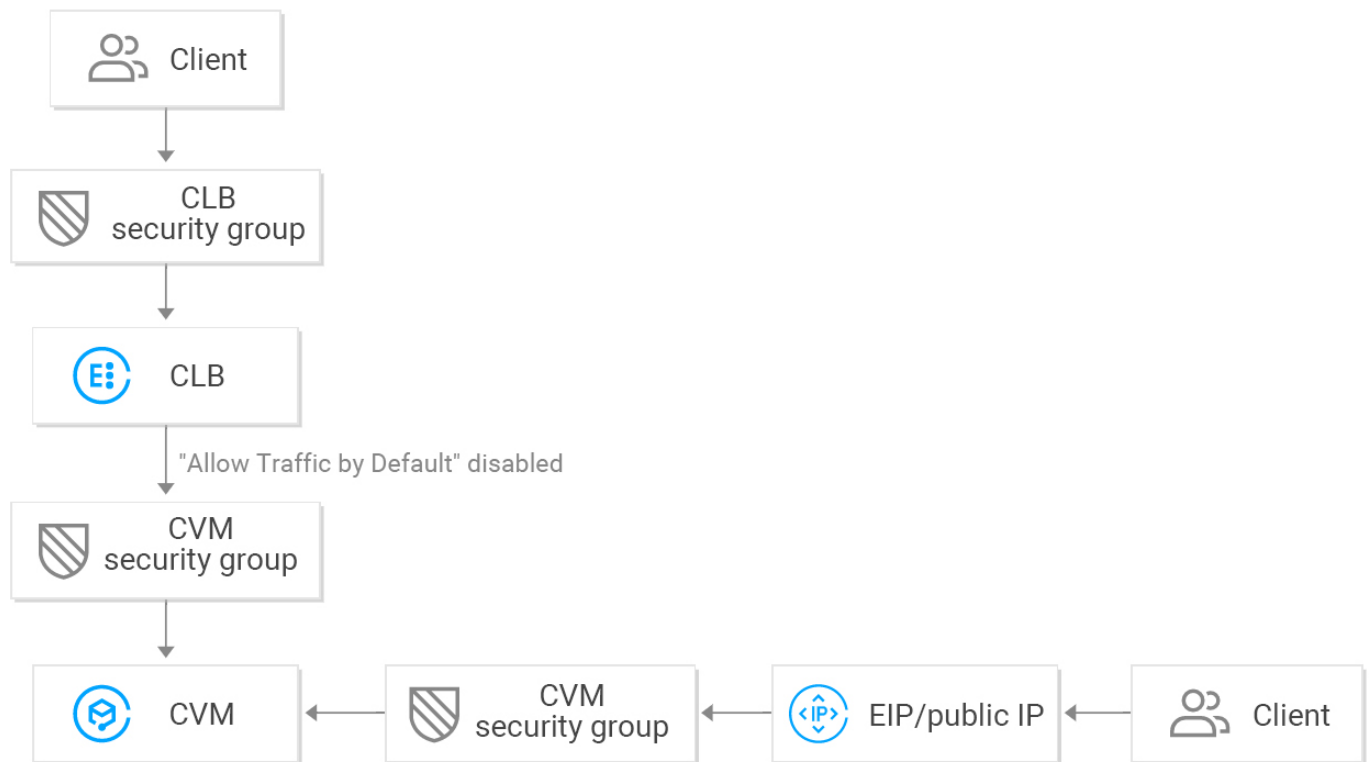 Client
CLB
security group
E
CLB
"Allow Traffic by Default" disabled
CVM
security group
CVM
CVM
security group
<IP>
EIP/public IP
Client